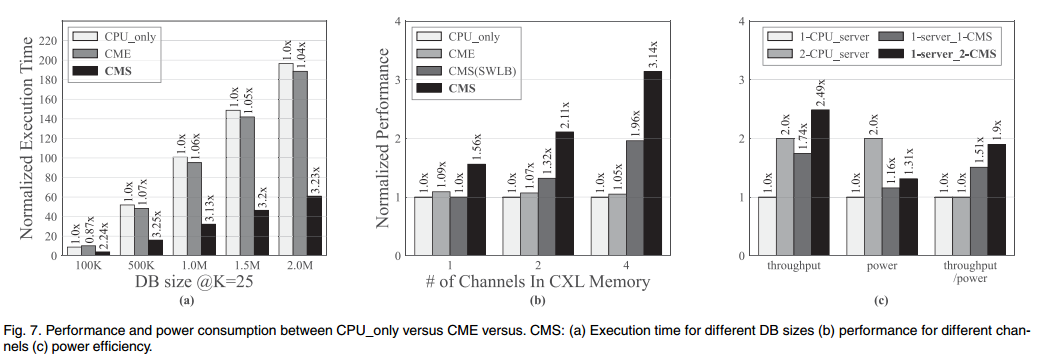 Normalized Execution Time
220
200
180
160
140
120
100
80
60
40
20
0
CPU_only
CME
CMS
1.0x
0.87x
2.24x
1.0x
1.07x
3.25x
1.0x
1.06x
3.13x
1.0x
1.05x
3.2x
1.0x
1.04x
3.23x
100K 500K 1.0M 1.5M 2.0M
DB size @K=25
(a)
Normalized Performance
4
3
2
1
0
CPU_only
CME
CMS(SWLB)
CMS
1.0x
1.09x
1.0x
1.56x
1.0x
1.07x
1.32x
2.11x
1.0x
1.05x
1.96x
3.14x
1 2 4
# of Channels In CXL Memory
(b)
4
3
2
1
0
1-CPU_server 1-server_1-CMS
2-CPU_server 1-server_2-CMS
1.0x
2.0x
1.74x
2.49x
1.0x
2.0x
1.16x
1.31x
1.0x
1.0x
1.51x
1.9x
throughput power throughput
/power
(c)
Fig. 7. Performance and power consumption between CPU_only versus CME versus. CMS: (a) Execution time for different DB sizes (b) performance for different chan-
nels (c) power efficiency.